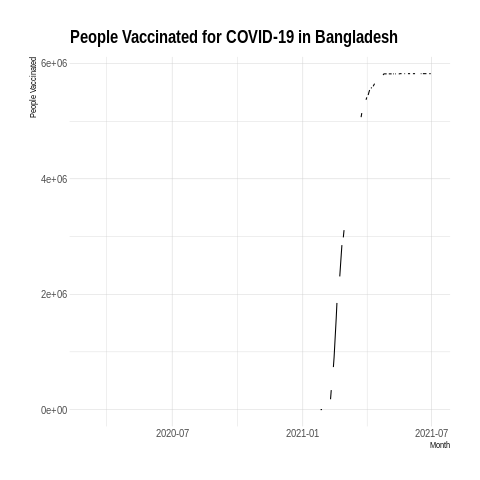 People Vaccinated for COVID-19 in Bangladesh
People Vaccinated
6e+06
4e+06
2e+06
0e+00
2020-07
2021-01
2021-07
Month